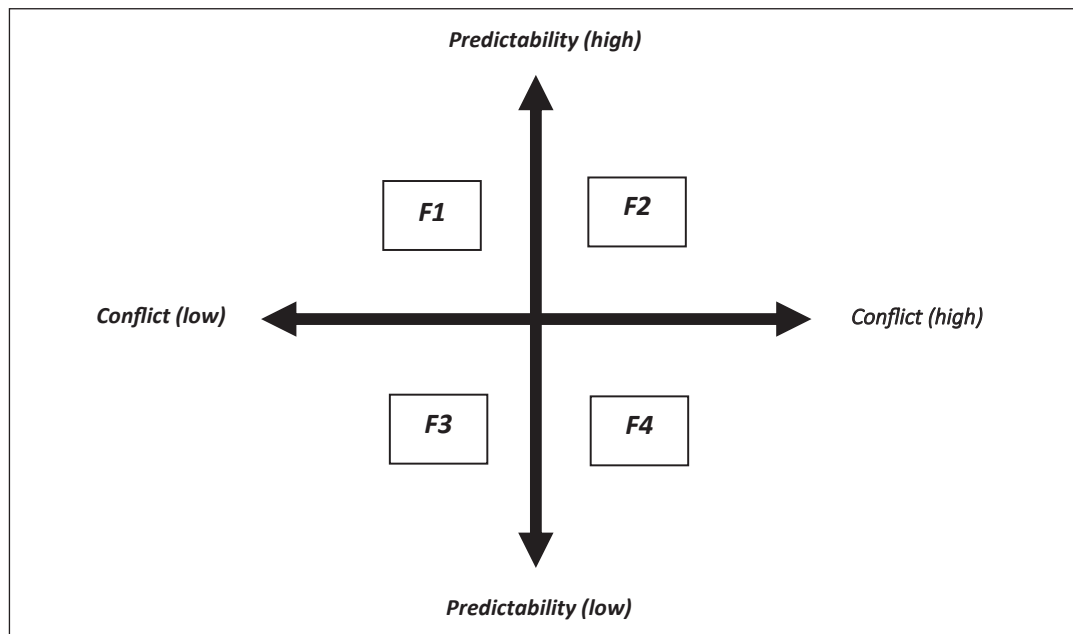 Predictability (high)
F1
F2
Conflict (low)
Conflict (high)
F3
F4
Predictability (low)